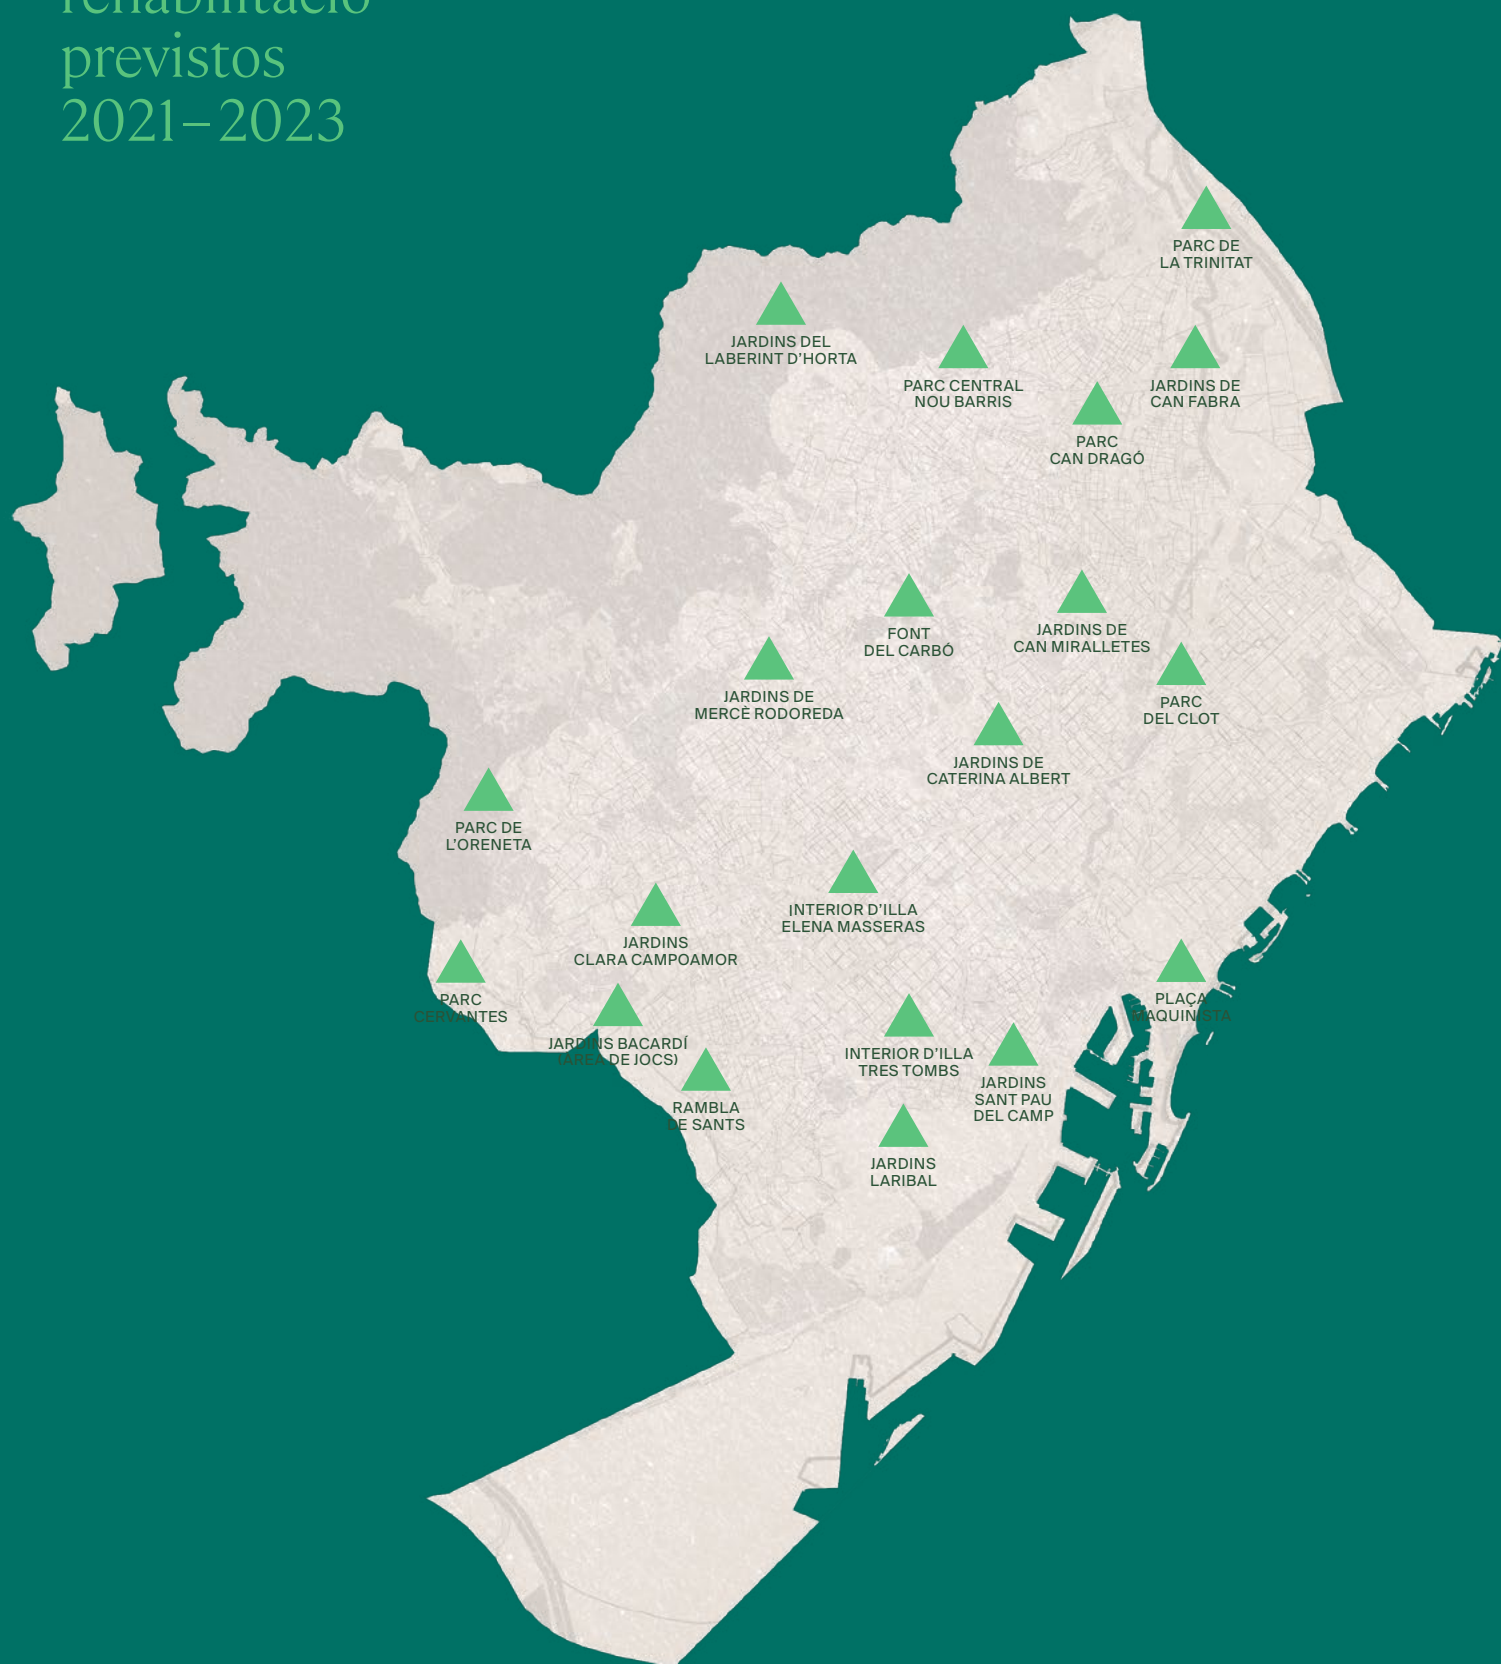 rehabilitació
previstos
2021–2023
PARC DE
LA TRINITAT
JARDINS DEL
LABERINT D'HORTA
PARC CENTRAL
NOU BARRIS
JARDINS DE
CAN FABRA
PARC
CAN DRAGÓ
FONT
DEL CARBÓ
JARDINS DE
CAN MIRALLETES
JARDINS DE
MERCÈ RODOREDA
PARC
DEL CLOT
JARDINS DE
CATERINA ALBERT
PARC DE
L'ORENETA
INTERIOR D'ILLA
ELENA MASSERAS
JARDINS
CLARA CAMPOAMOR
PARC
CERVANTES
PLAÇA
MAQUINISTA
JARDINS BACARDÍ
(ÀREA DE JOCS)
INTERIOR D'ILLA
TRES TOMBS
JARDINS
SANT PAU
DEL CAMP
RAMBLA
DE SANTS
JARDINS
LARIBAL